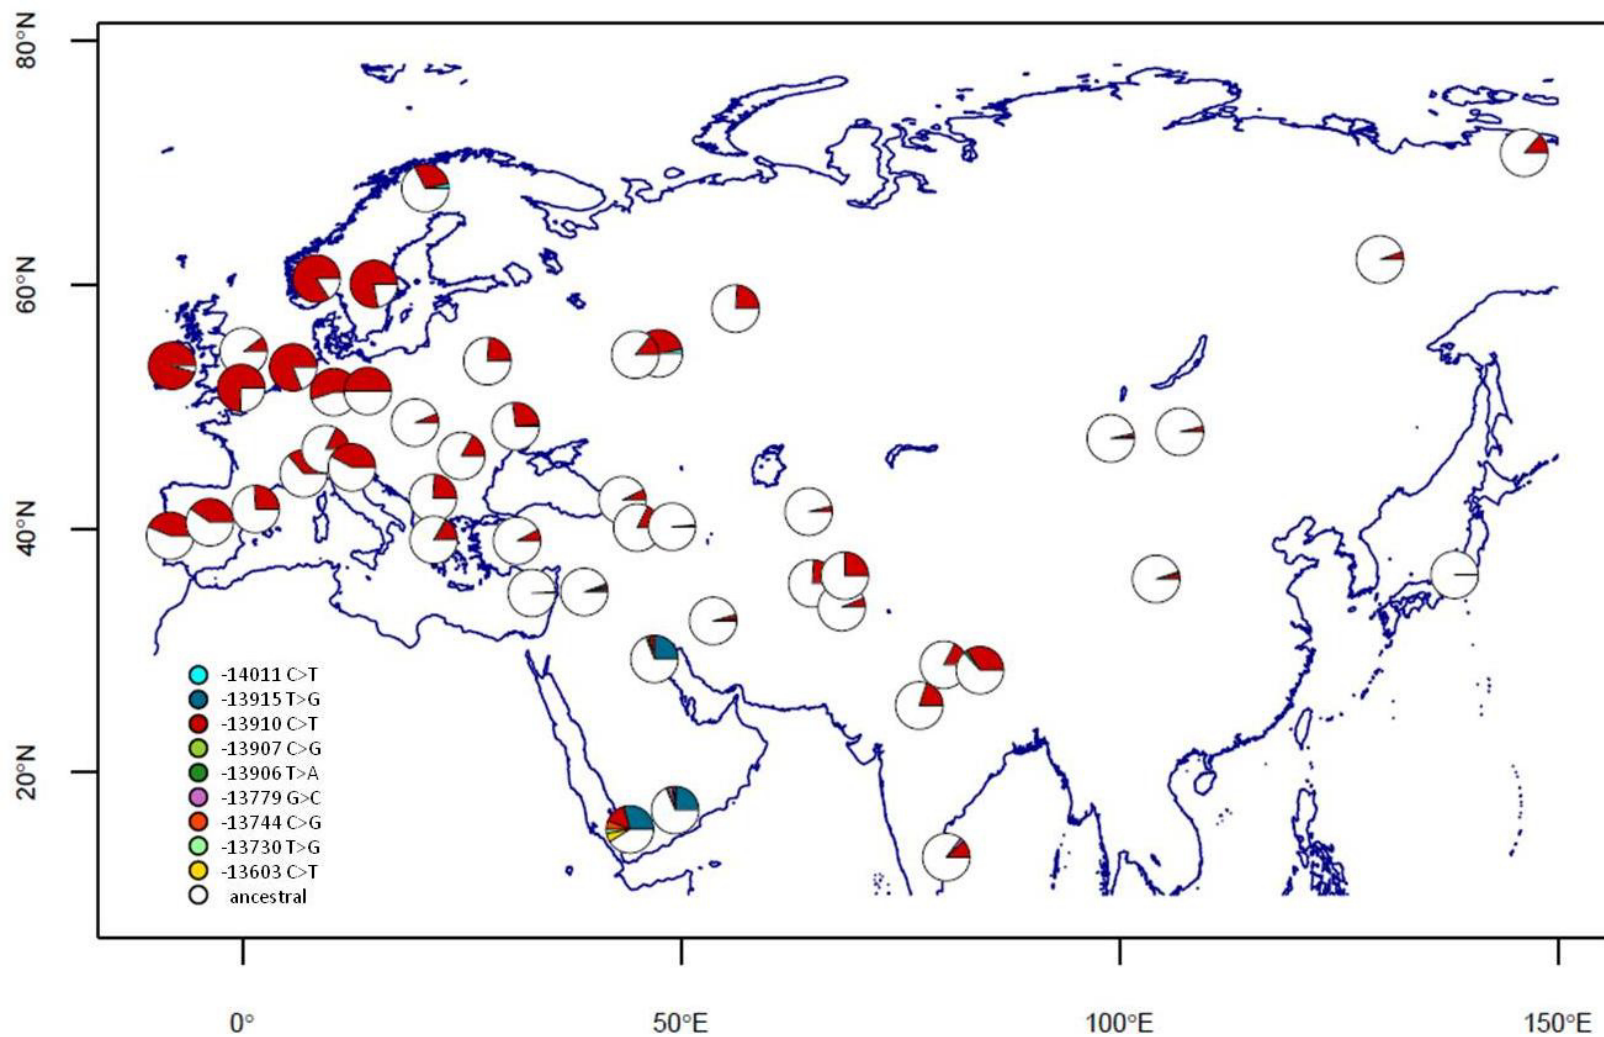 80°N
60°N
40°N
20°N
-14011 C>T
-13915 T>G
-13910 C>T
-13907 C>G
-13906 T>A
-13779 G>C
-13744 C>G
-13730 T>G
-13603 C>T
ancestral
0°
50°E
100°E
150°E